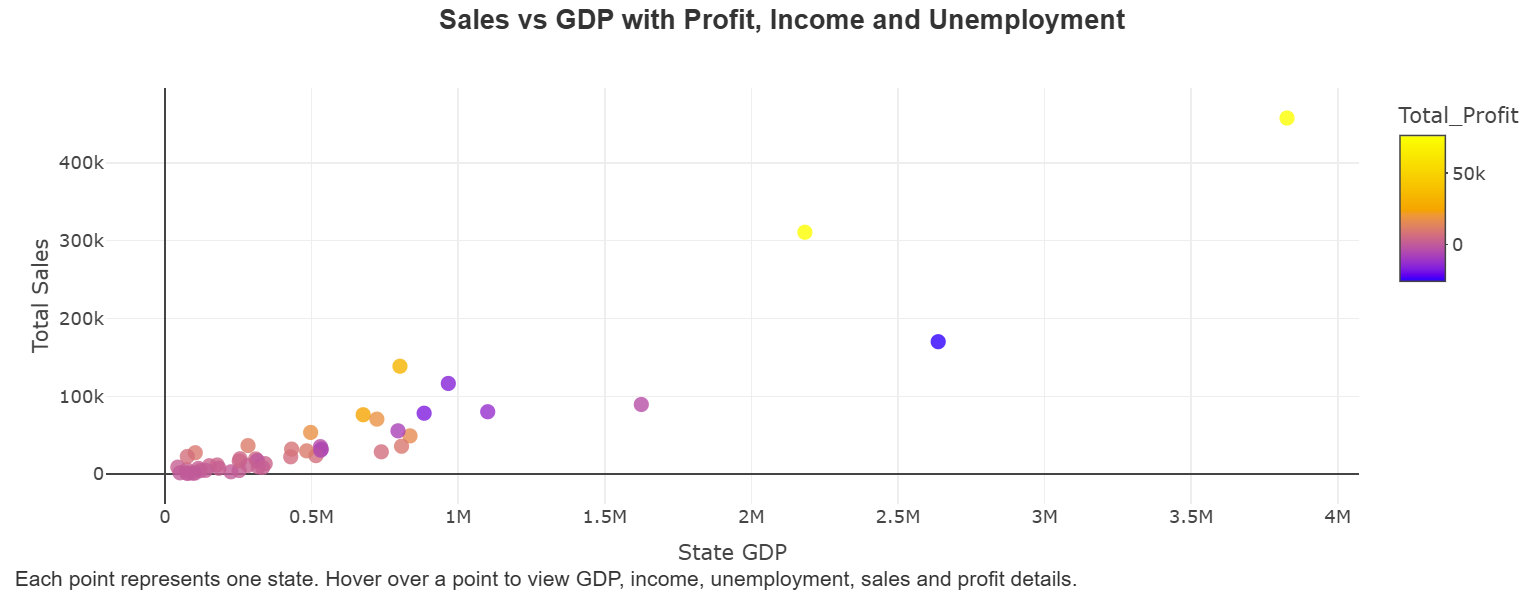 Sales vs GDP with Profit, Income and Unemployment
Total_Profit
50k
0
Total Sales
400k
300k
200k
100k
0
0
0.5M
1M
1.5M
2M
2.5M
3M
3.5M
4M
State GDP
Each point represents one state. Hover over a point to view GDP, income, unemployment, sales and profit details.